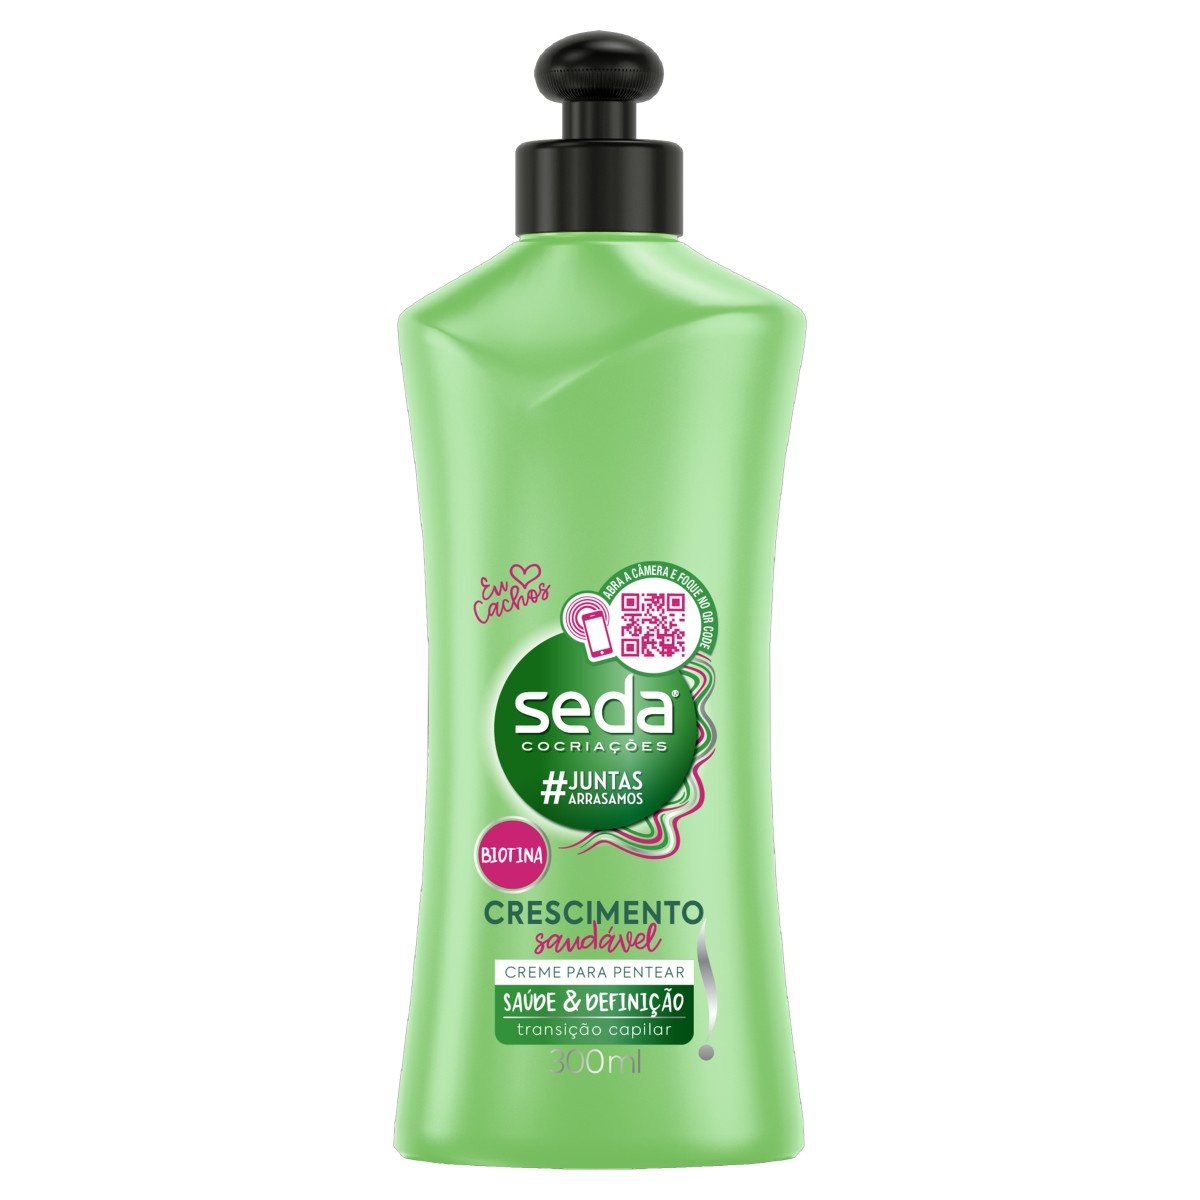 Eu
Cachos
ABRA A CÂMERA E FOQUE NO QR CODE
seda®
COCRIAÇÕES
#JUNTAS
ARRASAMOS
BIOTINA
CRESCIMENTO
saudável
CREME PARA PENTEAR
SAÚDE & DEFINIÇÃO
transição capilar
300ml